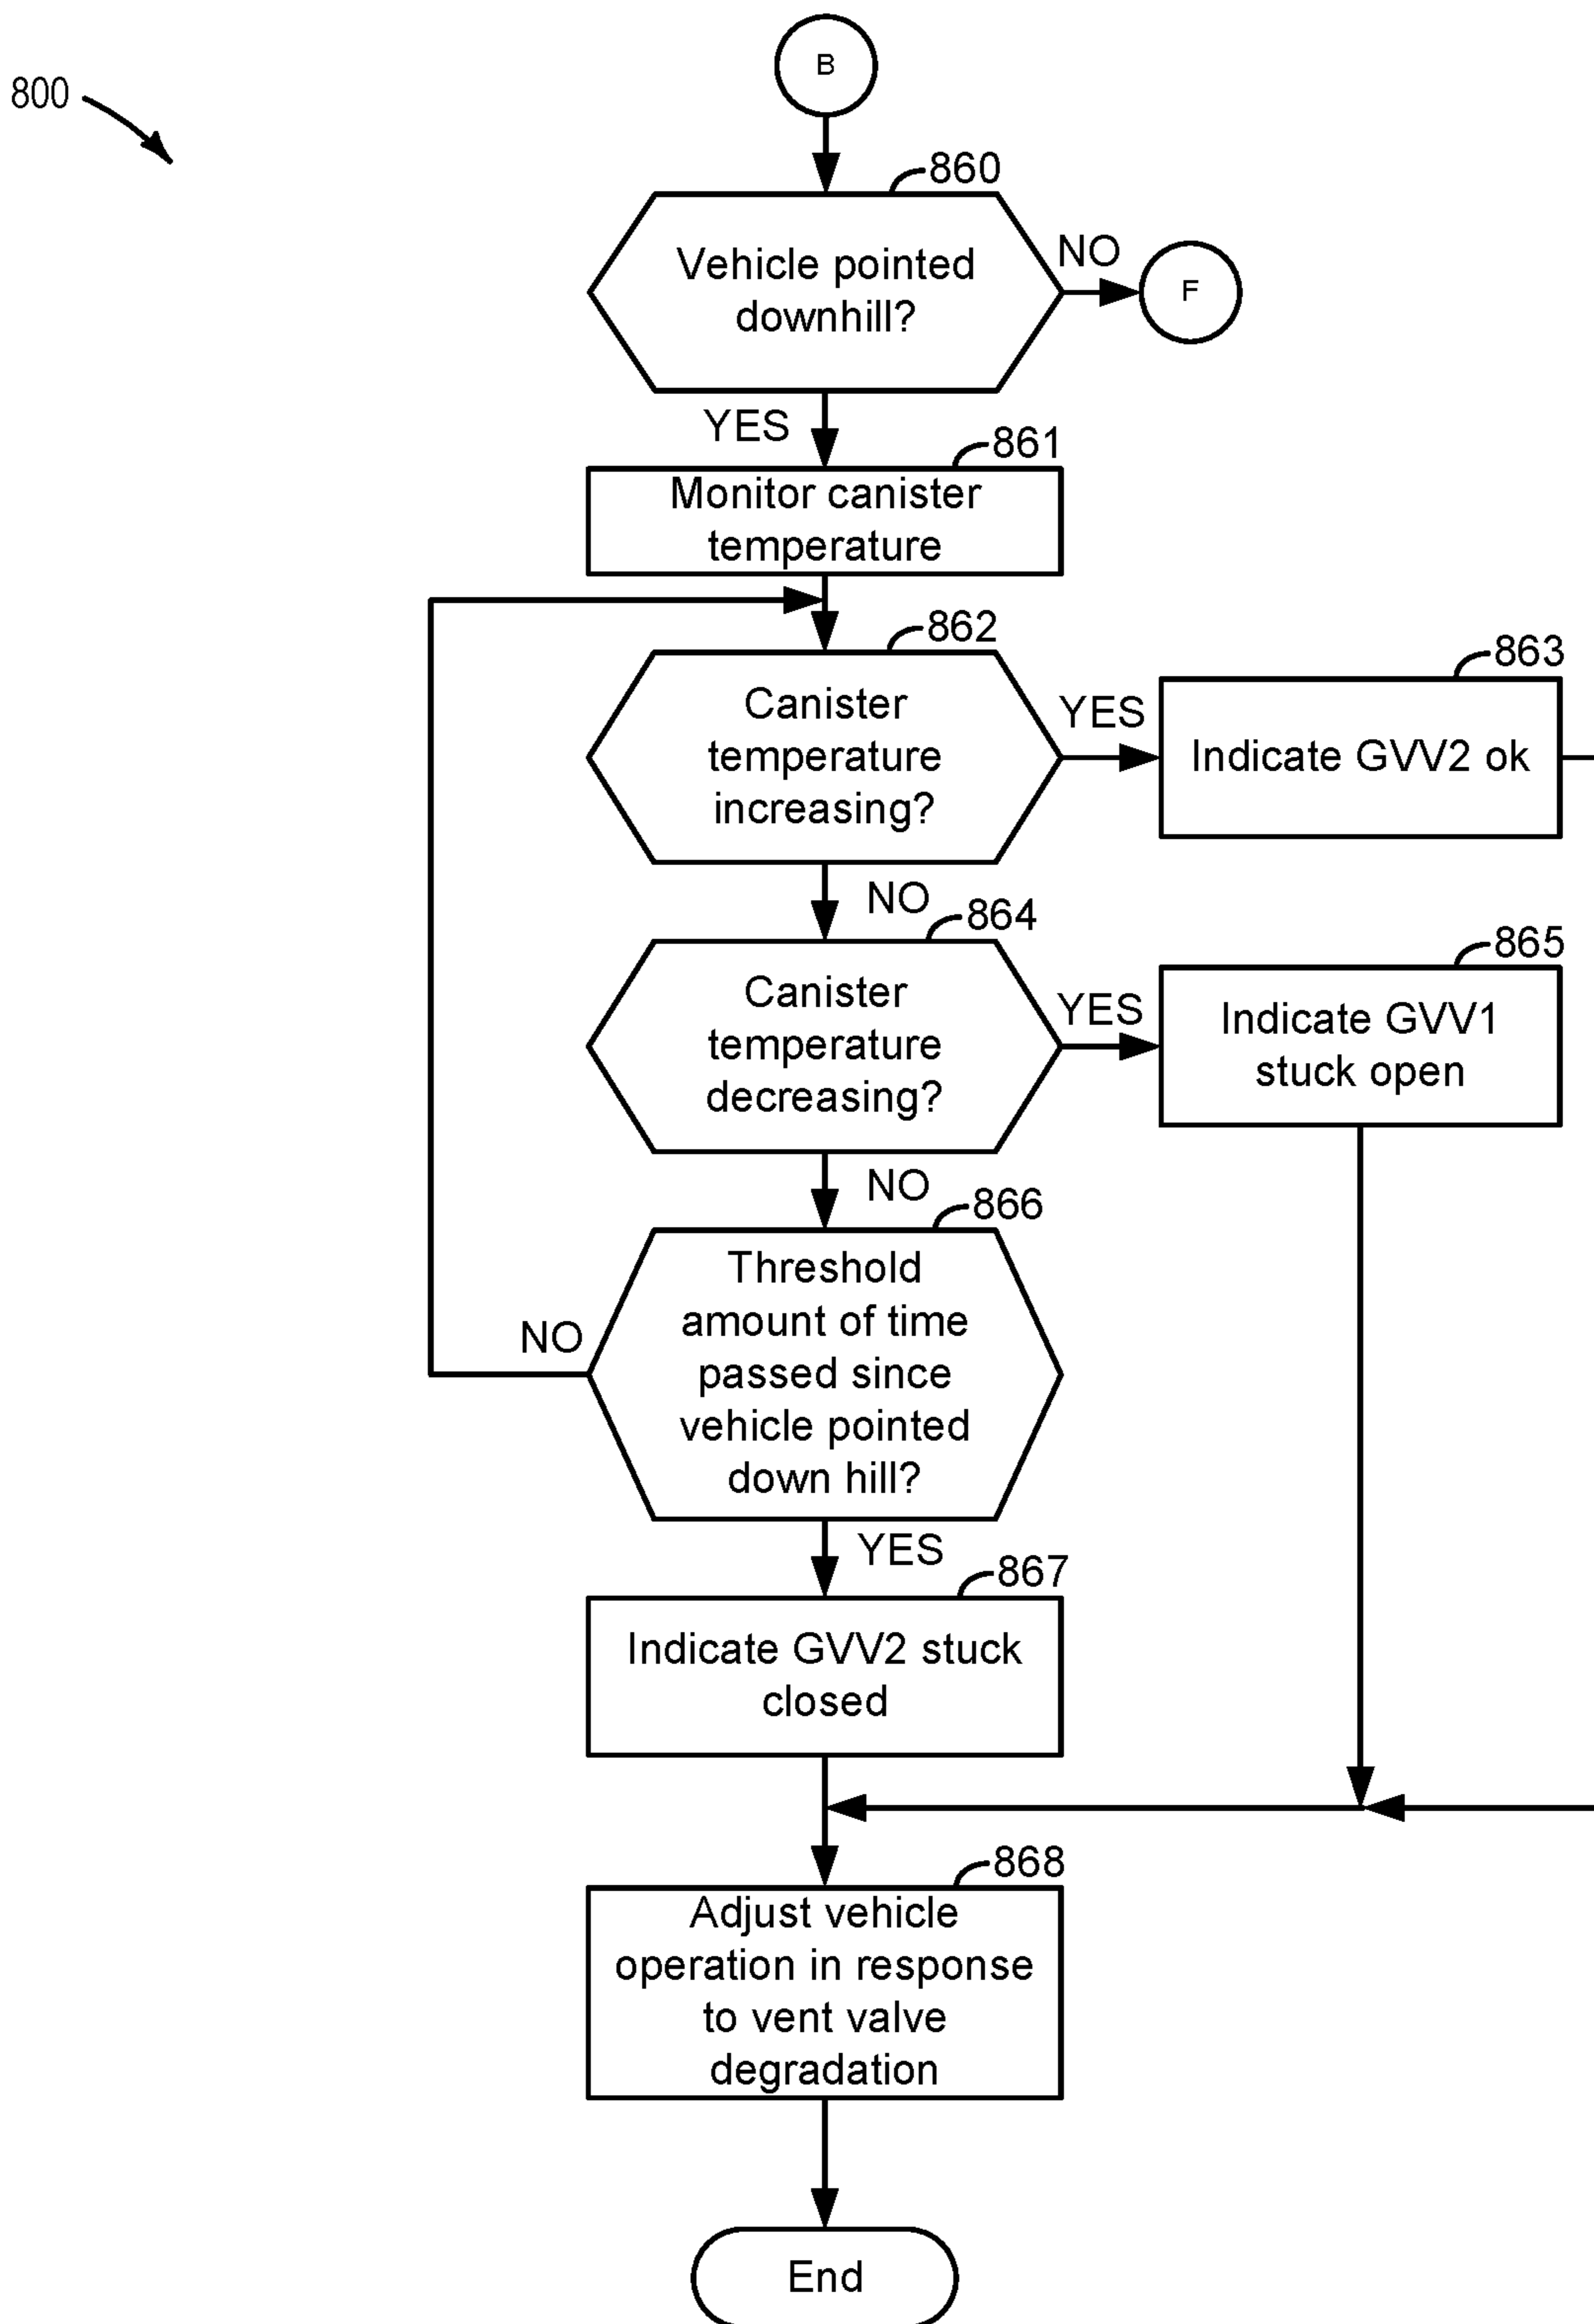 B
800
860
Vehicle pointed
downhill?
NO
F
YES
861
Monitor canister
temperature
862
Canister
temperature
increasing?
YES
863
Indicate GVV2 ok
NO
864
Canister
temperature
decreasing?
YES
865
Indicate GVV1
stuck open
NO
866
Threshold
amount of time
passed since
vehicle pointed
down hill?
NO
YES
867
Indicate GVV2 stuck
closed
868
Adjust vehicle
operation in response
to vent valve
degradation
End